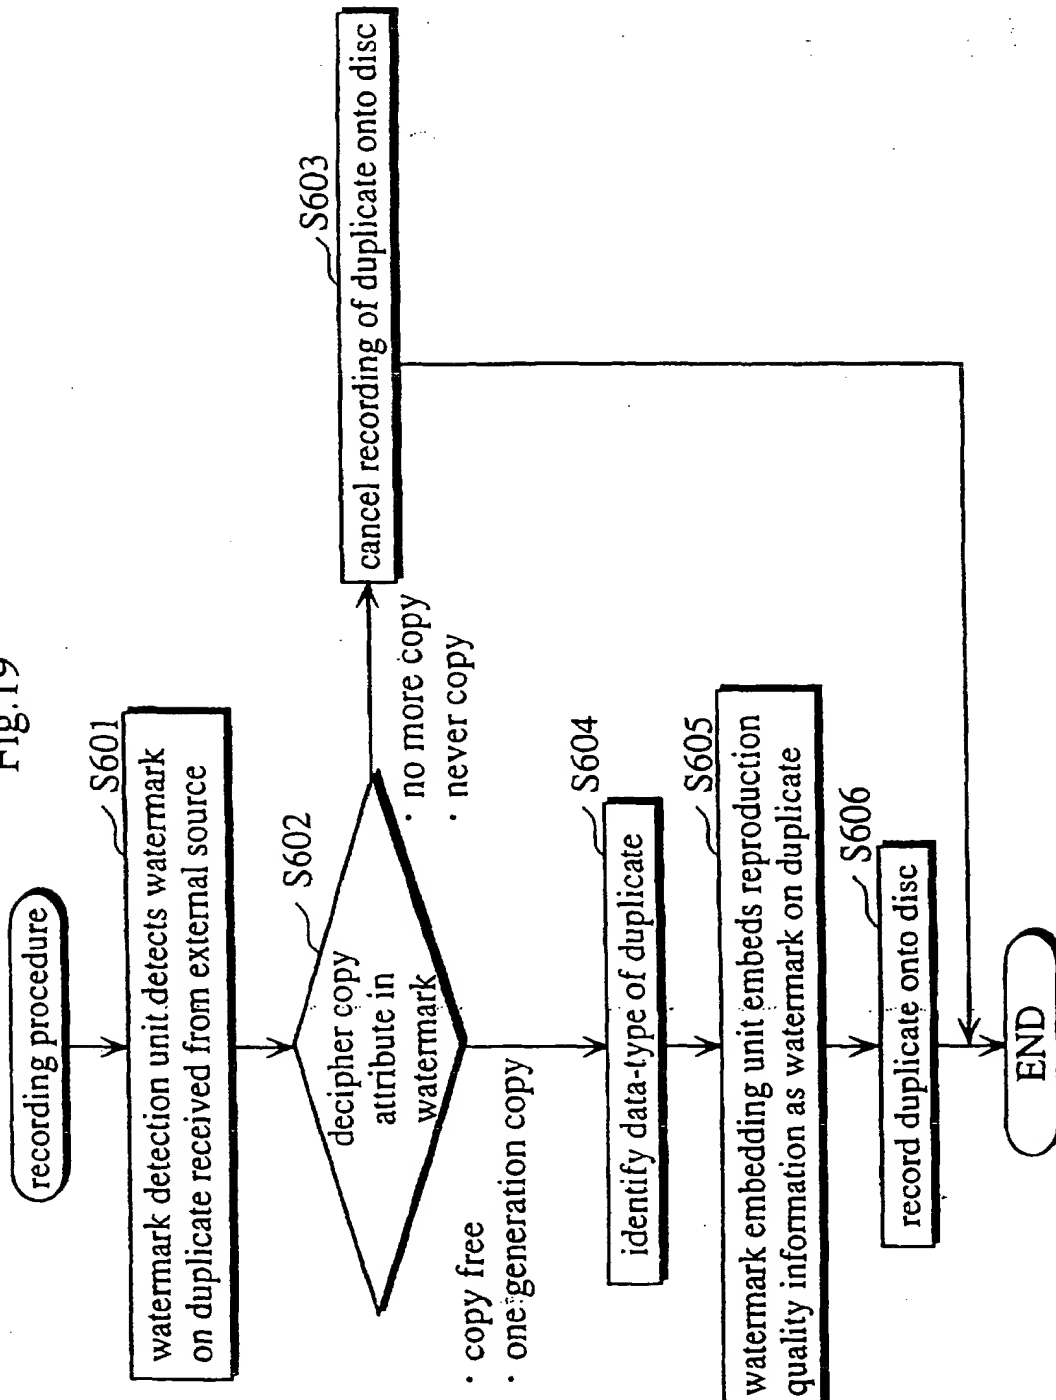 Fig.19
recording procedure
S601
watermark detection unit detects watermark
on duplicate received from external source
S602
decipher copy
attribute in
watermark
· no more copy
· never copy
S603
cancel recording of duplicate onto disc
· copy free
· one generation copy
S604
identify data-type of duplicate
S605
watermark embedding unit embeds reproduction
quality information as watermark on duplicate
S606
record duplicate onto disc
END